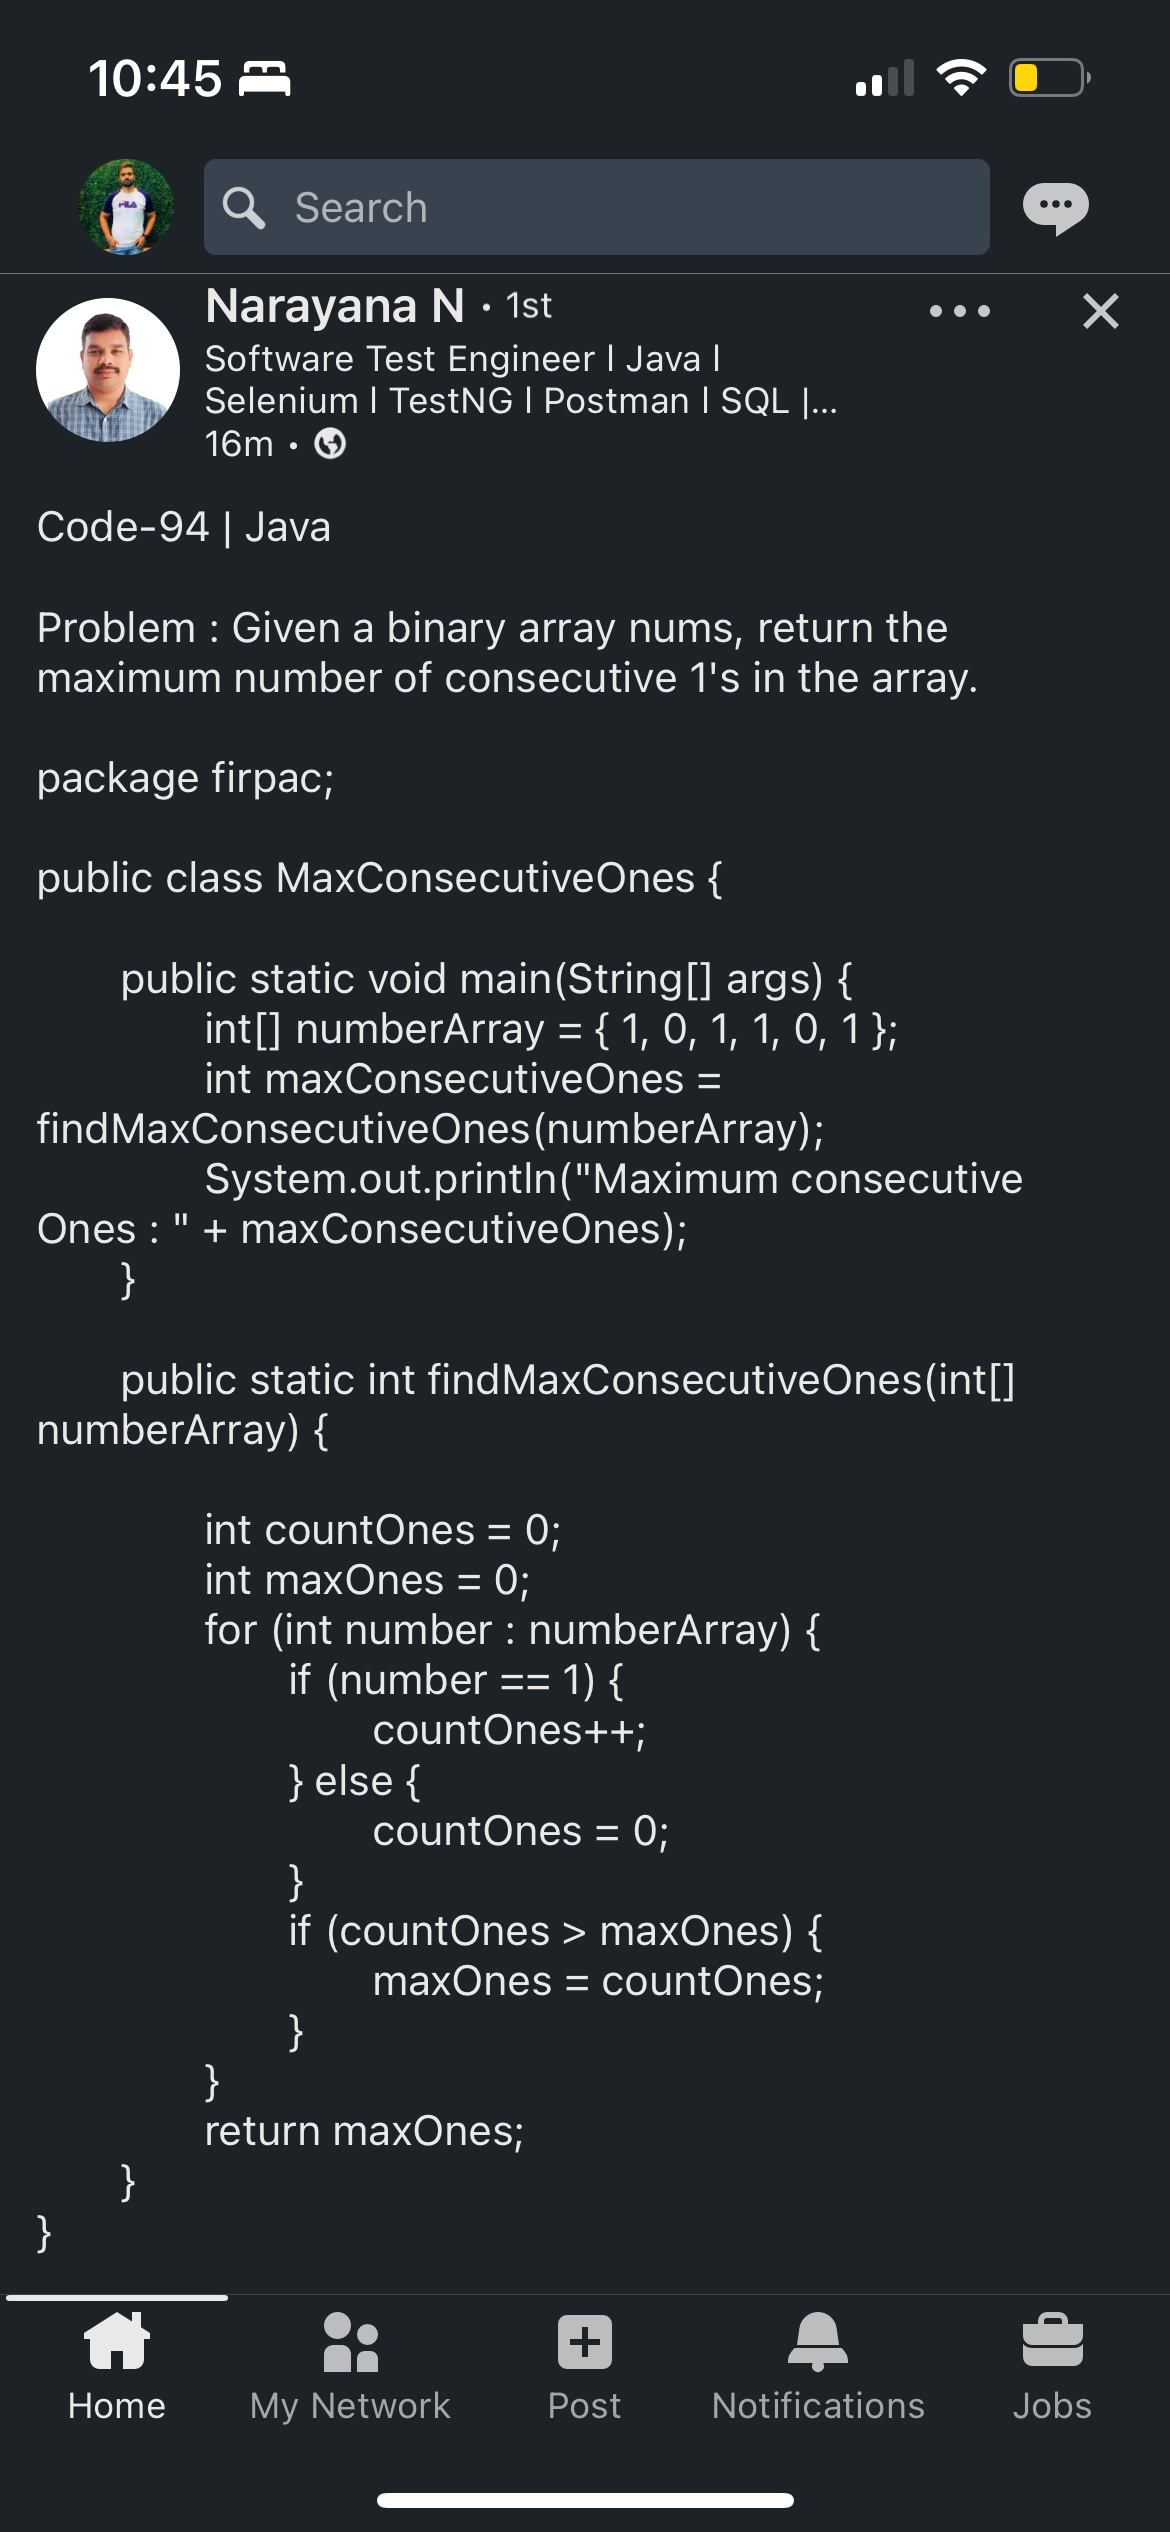 10:45
Search
Narayana N • 1st
Software Test Engineer l Java l
Selenium l TestNG l Postman l SQL |...
16m •
Code-94 | Java
Problem : Given a binary array nums, return the
maximum number of consecutive 1's in the array.
package firpac;
public class MaxConsecutiveOnes {
public static void main(String[] args) {
int[] numberArray = { 1, 0, 1, 1, 0, 1 };
int maxConsecutiveOnes =
findMaxConsecutiveOnes(numberArray);
System.out.println("Maximum consecutive
Ones : " + maxConsecutiveOnes);
}
public static int findMaxConsecutiveOnes(int[]
numberArray) {
int countOnes = 0;
int maxOnes = 0;
for (int number : numberArray) {
if (number == 1) {
countOnes++;
} else {
countOnes = 0;
}
if (countOnes > maxOnes) {
maxOnes = countOnes;
}
}
return maxOnes;
}
}
Home My Network Post Notifications Jobs